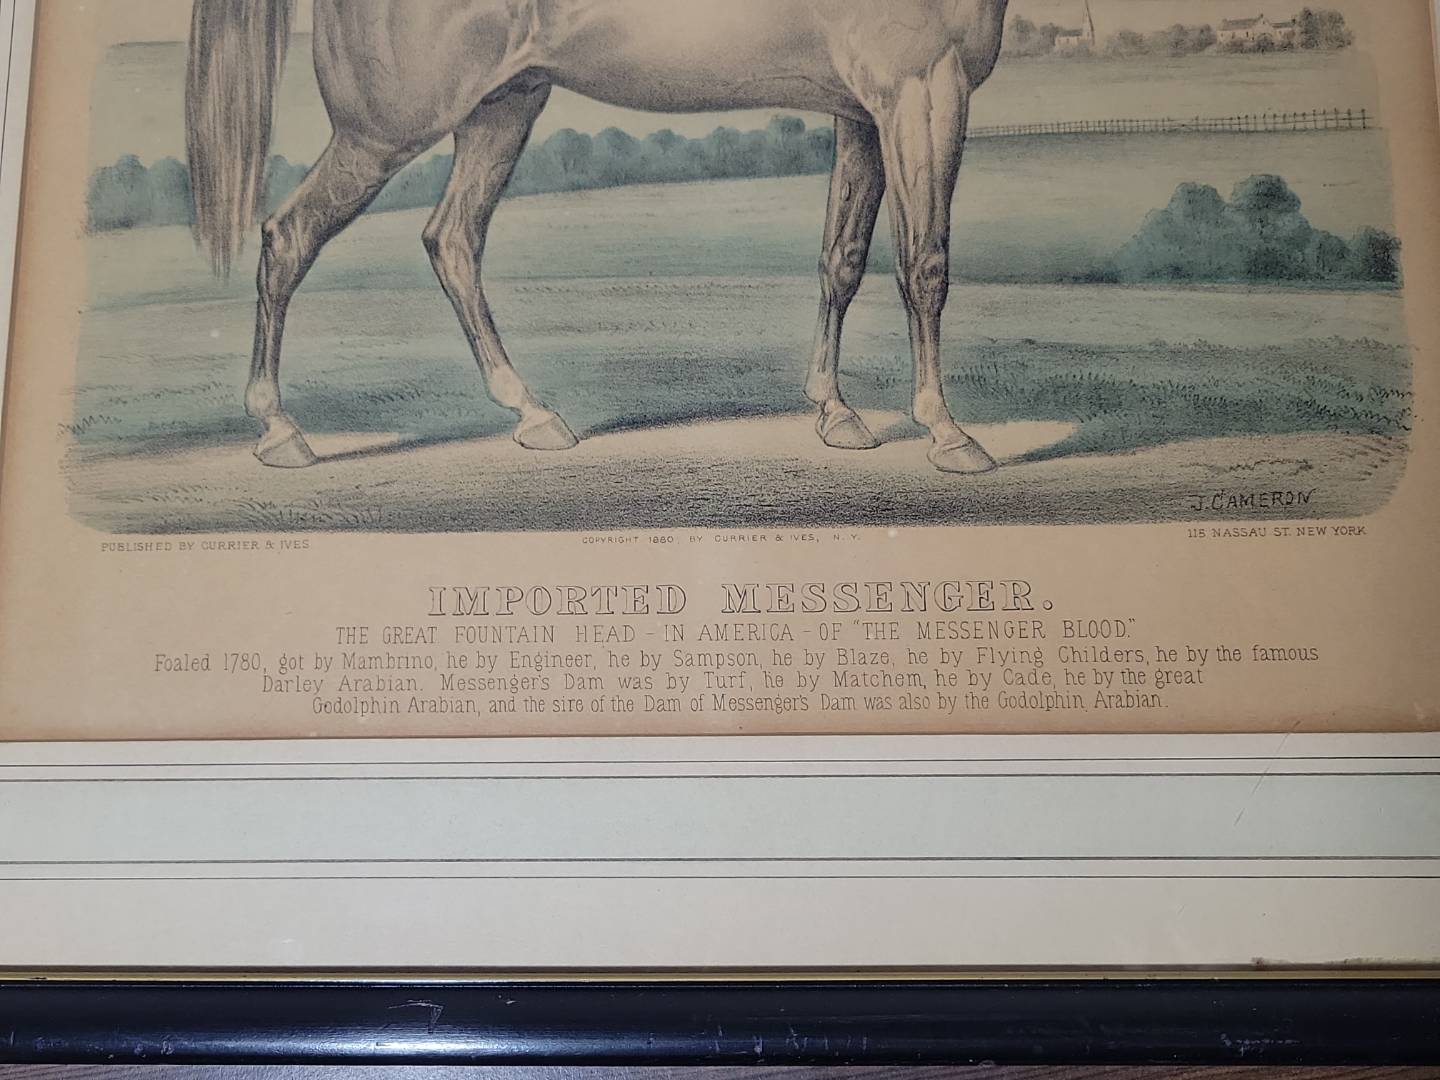 J. CAMERON
PUBLISHED BY CURRIER & IVES
COPYRIGHT 1880, BY CURRIER & IVES, N. Y.
115 NASSAU ST. NEW YORK
IMPORTED MESSENGER.
THE GREAT FOUNTAIN HEAD - IN AMERICA - OF "THE MESSENGER BLOOD."
Foaled 1780, got by Mambrino, he by Engineer, he by Sampson, he by Blaze, he by Flying Childers, he by the famous
Darley Arabian. Messenger's Dam was by Turf, he by Matchem, he by Cade, he by the great
Godolphin Arabian, and the sire of the Dam of Messenger's Dam was also by the Godolphin Arabian.